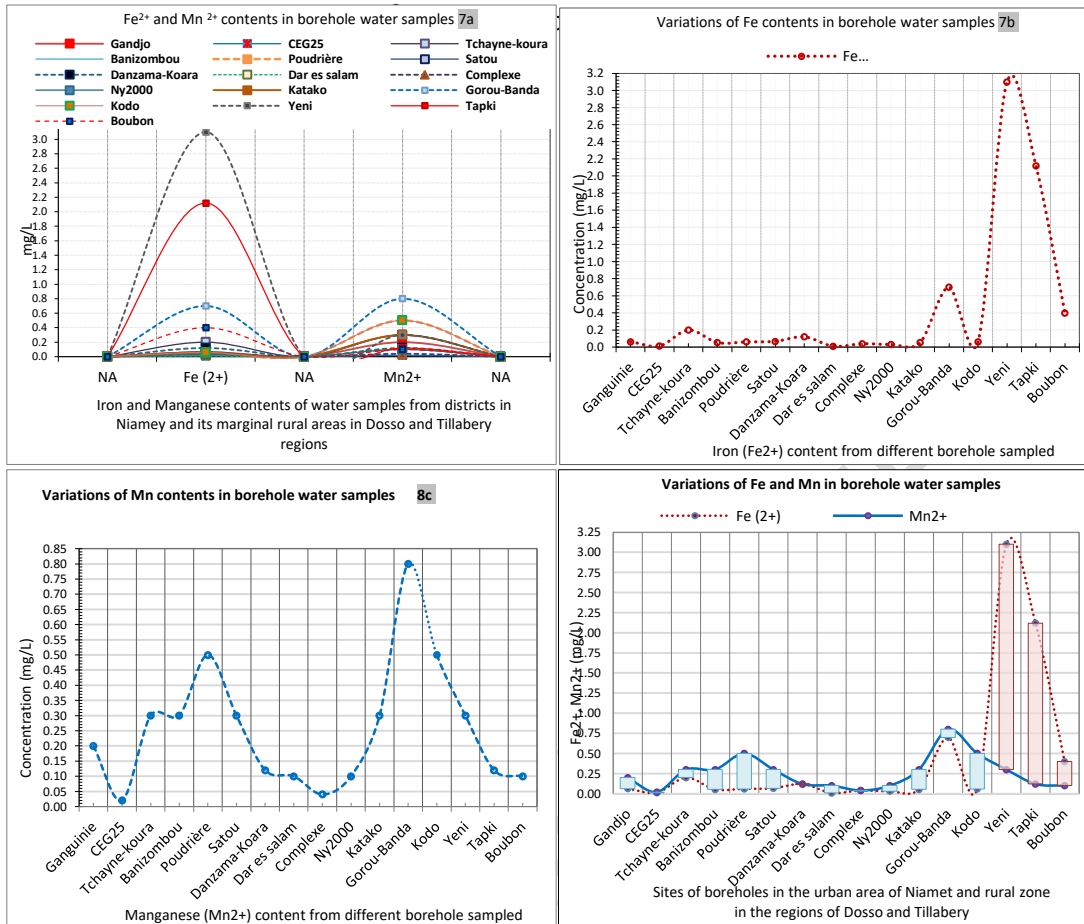 Fe²⁺ and Mn ²⁺ contents in borehole water samples 7a
Gandjo CEG25 Tchayne-koura
Banizombou Poudrière Satou
Danzama-Koara Dar es salam Complexe
Ny2000 Katako Gorou-Banda
Kodo Yeni Tapki
Boubon
3.0
2.8
2.6
2.4
2.2
2.0
1.8
1.6
1.4
1.2
1.0
0.8
0.6
0.4
0.2
0.0
mg/L
NA Fe (2+) NA Mn2+ NA
Iron and Manganese contents of water samples from districts in
Niamey and its marginal rural areas in Dosso and Tillabery
regions
Variations of Fe contents in borehole water samples 7b
Fe...
3.2
3.0
2.8
2.6
2.4
2.2
2.0
1.8
1.6
1.4
1.2
1.0
0.8
0.6
0.4
0.2
0.0
Concentration (mg/L)
Ganguinie
CEG25
Tchayne-koura
Banizombou
Poudrière
Satou
Danzama-Koara
Dar es salam
Complexe
Ny2000
Katako
Gorou-Banda
Kodo
Yeni
Tapki
Boubon
Iron (Fe2+) content from different borehole sampled
Variations of Mn contents in borehole water samples 8c
0.85
0.80
0.75
0.70
0.65
0.60
0.55
0.50
0.45
0.40
0.35
0.30
0.25
0.20
0.15
0.10
0.05
0.00
Concentration (mg/L)
Ganguinie
CEG25
Tchayne-koura
Banizombou
Poudrière
Satou
Danzama-Koara
Dar es salam
Complexe
Ny2000
Katako
Gorou-Banda
Kodo
Yeni
Tapki
Boubon
Manganese (Mn2+) content from different borehole sampled
Variations of Fe and Mn in borehole water samples
Fe (2+) Mn2+
3.25
3.00
2.75
2.50
2.25
2.00
1.75
1.50
1.25
1.00
0.75
0.50
0.25
0.00
Fe2+. Mn2+ (mg/L)
Gandjo
CEG25
Tchayne-koura
Banizombou
Poudrière
Satou
Danzama-Koara
Dar es salam
Complexe
Ny2000
Katako
Gorou-Banda
Kodo
Yeni
Tapki
Boubon
Sites of boreholes in the urban area of Niamet and rural zone
in the regions of Dosso and Tillabery